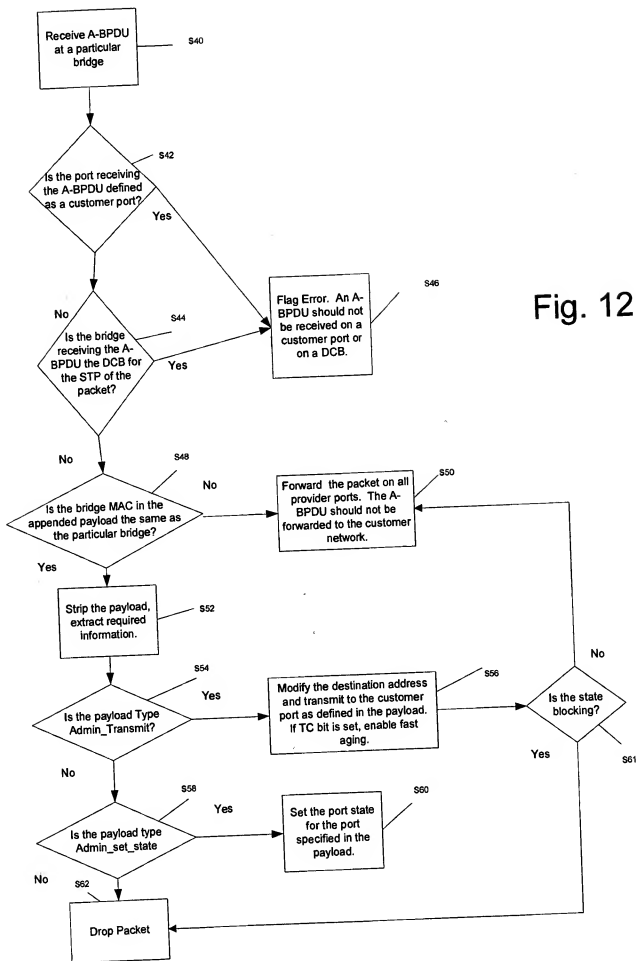 Receive A-BPDU
at a particular
bridge
S40
S42
Is the port receiving
the A-BPDU defined
as a customer port?
Yes
No
S44
Is the bridge
receiving the A-
BPDU the DCB for
the STP of the
packet?
Yes
Flag Error. An A-
BPDU should not
be received on a
customer port or
on a DCB.
S46
Fig. 12
No
S48
Is the bridge MAC in the
appended payload the same as
the particular bridge?
No
Yes
Forward the packet on all
provider ports. The A-
BPDU should not be
forwarded to the customer
network.
S50
Strip the payload,
extract required
information.
S52
S54
Is the payload Type
Admin_Transmit?
Yes
No
Modify the destination address
and transmit to the customer
port as defined in the payload.
If TC bit is set, enable fast
aging.
S56
No
Is the state
blocking?
Yes
S61
S58
Is the payload type
Admin_set_state
Yes
No
Set the port state
for the port
specified in the
payload.
S60
S62
Drop Packet